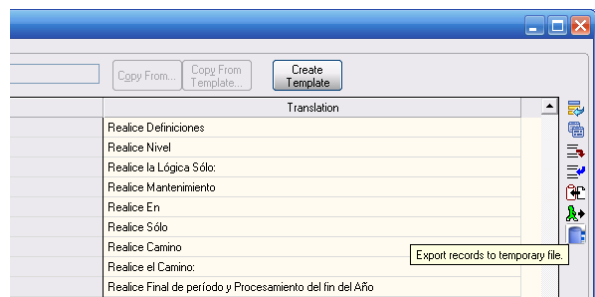 Copy From...
Copy From
Template...
Create
Template
Translation
Realice Definiciones
Realice Nivel
Realice la Lógica Sólo:
Realice Mantenimiento
Realice En
Realice Sólo
Realice Camino
Export records to temporary file.
Realice el Camino:
Realice Final de período y Procesamiento del fin del Año